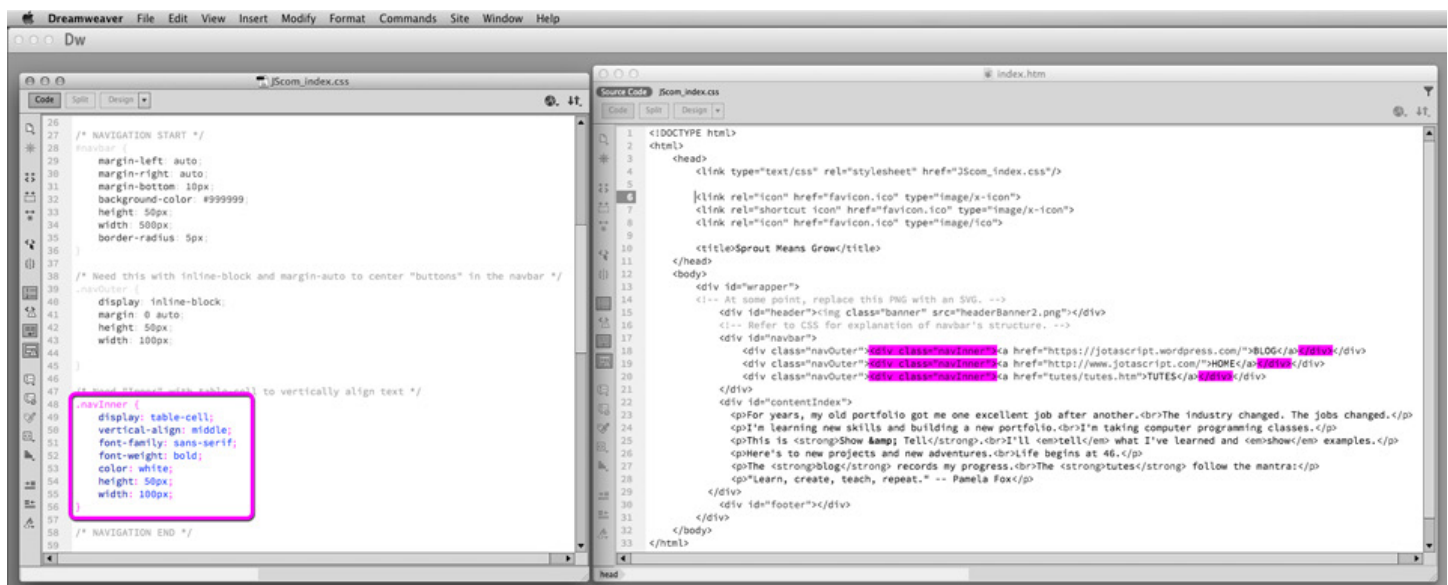 Dreamweaver File Edit View Insert Modify Format Commands Site Window Help
Dw
JScom_index.css
Code Split Design
26
27 /* NAVIGATION START */
28 #navbar {
29 margin-left: auto;
30 margin-right: auto;
31 margin-bottom: 10px;
32 background-color: #999999;
33 height: 50px;
34 width: 500px;
35 border-radius: 5px;
36 }
37
38 /* Need this with inline-block and margin-auto to center "buttons" in the navbar */
39 .navOuter {
40 display: inline-block;
41 margin: 0 auto;
42 height: 50px;
43 width: 100px;
44
45 }
46
47 /* Need "Inner" with table-cell to vertically align text */
48 .navInner {
49 display: table-cell;
50 vertical-align: middle;
51 font-family: sans-serif;
52 font-weight: bold;
53 color: white;
54 height: 50px;
55 width: 100px;
56 }
57
58 /* NAVIGATION END */
59
index.htm
Source Code JScom_index.css
Code Split Design
1 <!DOCTYPE html>
2 <html>
3 <head>
4 <link type="text/css" rel="stylesheet" href="JScom_index.css"/>
5
6 <link rel="icon" href="favicon.ico" type="image/x-icon">
7 <link rel="shortcut icon" href="favicon.ico" type="image/x-icon">
8 <link rel="icon" href="favicon.ico" type="image/ico">
9
10 <title>Sprout Means Grow</title>
11 </head>
12 <body>
13 <div id="wrapper">
14 <!-- At some point, replace this PNG with an SVG. -->
15 <div id="header"><img class="banner" src="headerBanner2.png"></div>
16 <!-- Refer to CSS for explanation of navbar's structure. -->
17 <div id="navbar">
18 <div class="navOuter"><div class="navInner"><a href="https://jotascript.wordpress.com/">BLOG</a></div></div>
19 <div class="navOuter"><div class="navInner"><a href="http://www.jotascript.com/">HOME</a></div></div>
20 <div class="navOuter"><div class="navInner"><a href="tutes/tutes.htm">TUTES</a></div></div>
21 </div>
22 <div id="contentIndex">
23 <p>For years, my old portfolio got me one excellent job after another.<br>The industry changed. The jobs changed.</p>
24 <p>I'm learning new skills and building a new portfolio.<br>I'm taking computer programming classes.</p>
25 <p>This is <strong>Show &amp; Tell</strong>.<br>I'll <em>tell</em> what I've learned and <em>show</em> examples.</p>
26 <p>Here's to new projects and new adventures.<br>Life begins at 46.</p>
27 <p>The <strong>blog</strong> records my progress.<br>The <strong>tutes</strong> follow the mantra:</p>
28 <p>"Learn, create, teach, repeat." -- Pamela Fox</p>
29 </div>
30 <div id="footer"></div>
31 </div>
32 </body>
33 </html>
head